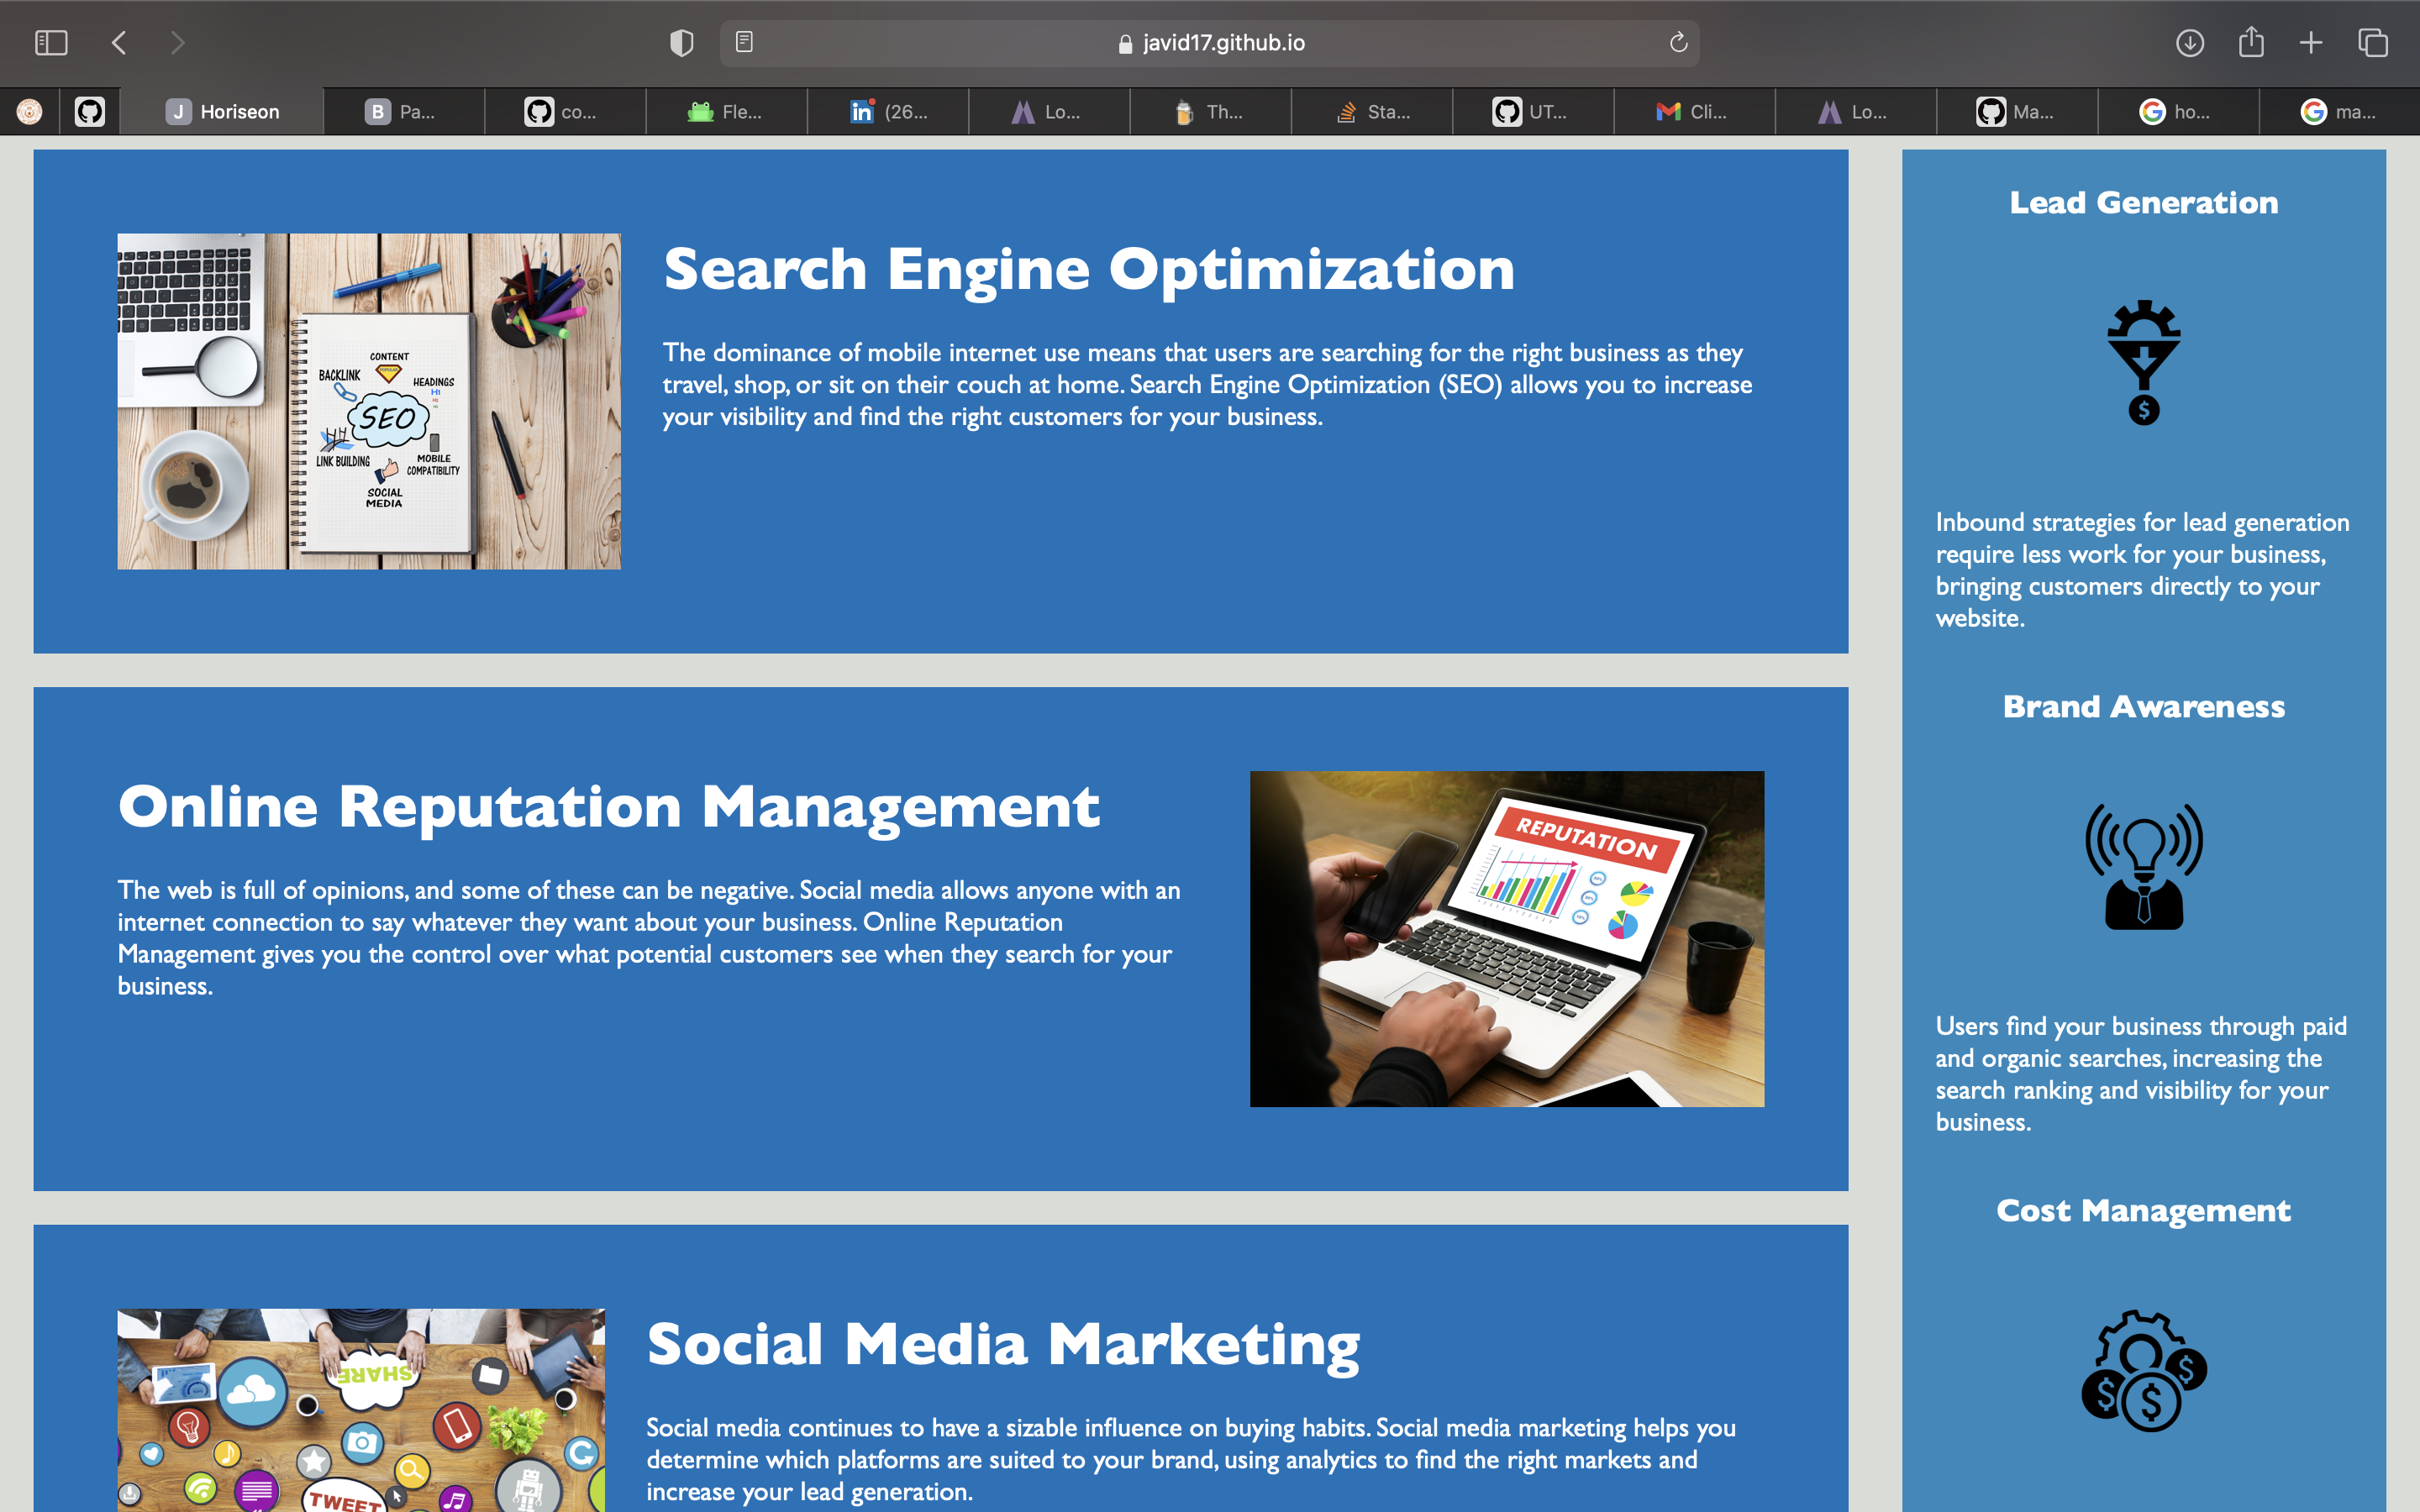 javid17.github.io
J Horiseon
B Pa...
co...
Fle...
in (26...
Lo...
Th...
Sta...
UT...
Cli...
Lo...
Ma...
ho...
ma...
Search Engine Optimization
The dominance of mobile internet use means that users are searching for the right business as they
travel, shop, or sit on their couch at home. Search Engine Optimization (SEO) allows you to increase
your visibility and find the right customers for your business.
CONTENT
BACKLINK
HEADINGS
H1
SEO
LINK BUILDING
MOBILE
COMPATIBILITY
SOCIAL
MEDIA
Online Reputation Management
The web is full of opinions, and some of these can be negative. Social media allows anyone with an
internet connection to say whatever they want about your business. Online Reputation
Management gives you the control over what potential customers see when they search for your
business.
REPUTATION
Social Media Marketing
Social media continues to have a sizable influence on buying habits. Social media marketing helps you
determine which platforms are suited to your brand, using analytics to find the right markets and
increase your lead generation.
SHARE
TWEET
Lead Generation
$
Inbound strategies for lead generation
require less work for your business,
bringing customers directly to your
website.
Brand Awareness
Users find your business through paid
and organic searches, increasing the
search ranking and visibility for your
business.
Cost Management
$ $ $